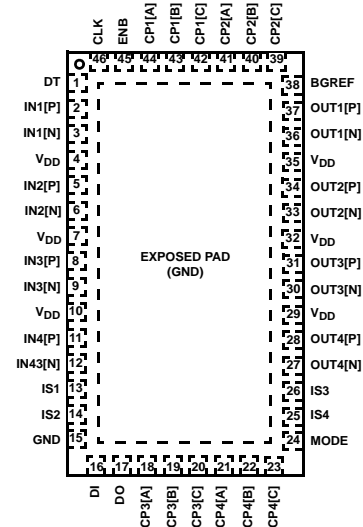 CLK
ENB
CP1[A]
CP1[B]
CP1[C]
CP2[A]
CP2[B]
CP2[C]
46 45 44 43 42 41 40 39
DT 1
IN1[P] 2
IN1[N] 3
VDD 4
IN2[P] 5
IN2[N] 6
VDD 7
IN3[P] 8
IN3[N] 9
VDD 10
IN4[P] 11
IN43[N] 12
IS1 13
IS2 14
GND 15
EXPOSED PAD
(GND)
38 BGREF
37 OUT1[P]
36 OUT1[N]
35 VDD
34 OUT2[P]
33 OUT2[N]
32 VDD
31 OUT3[P]
30 OUT3[N]
29 VDD
28 OUT4[P]
27 OUT4[N]
26 IS3
25 IS4
24 MODE
16 17 18 19 20 21 22 23
DI
DO
CP3[A]
CP3[B]
CP3[C]
CP4[A]
CP4[B]
CP4[C]